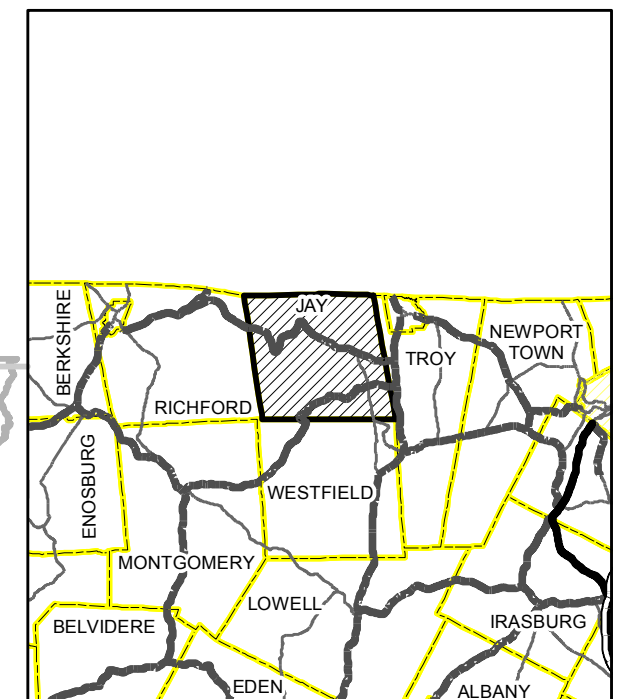 JAY
BERKSHIRE
NEWPORT
TOWN
TROY
RICHFORD
ENOSBURG
WESTFIELD
MONTGOMERY
LOWELL
BELVIDERE
IRASBURG
EDEN
ALBANY